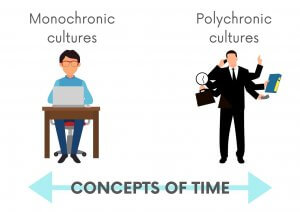 Monochronic
cultures
Polychronic
cultures
CONCEPTS OF TIME